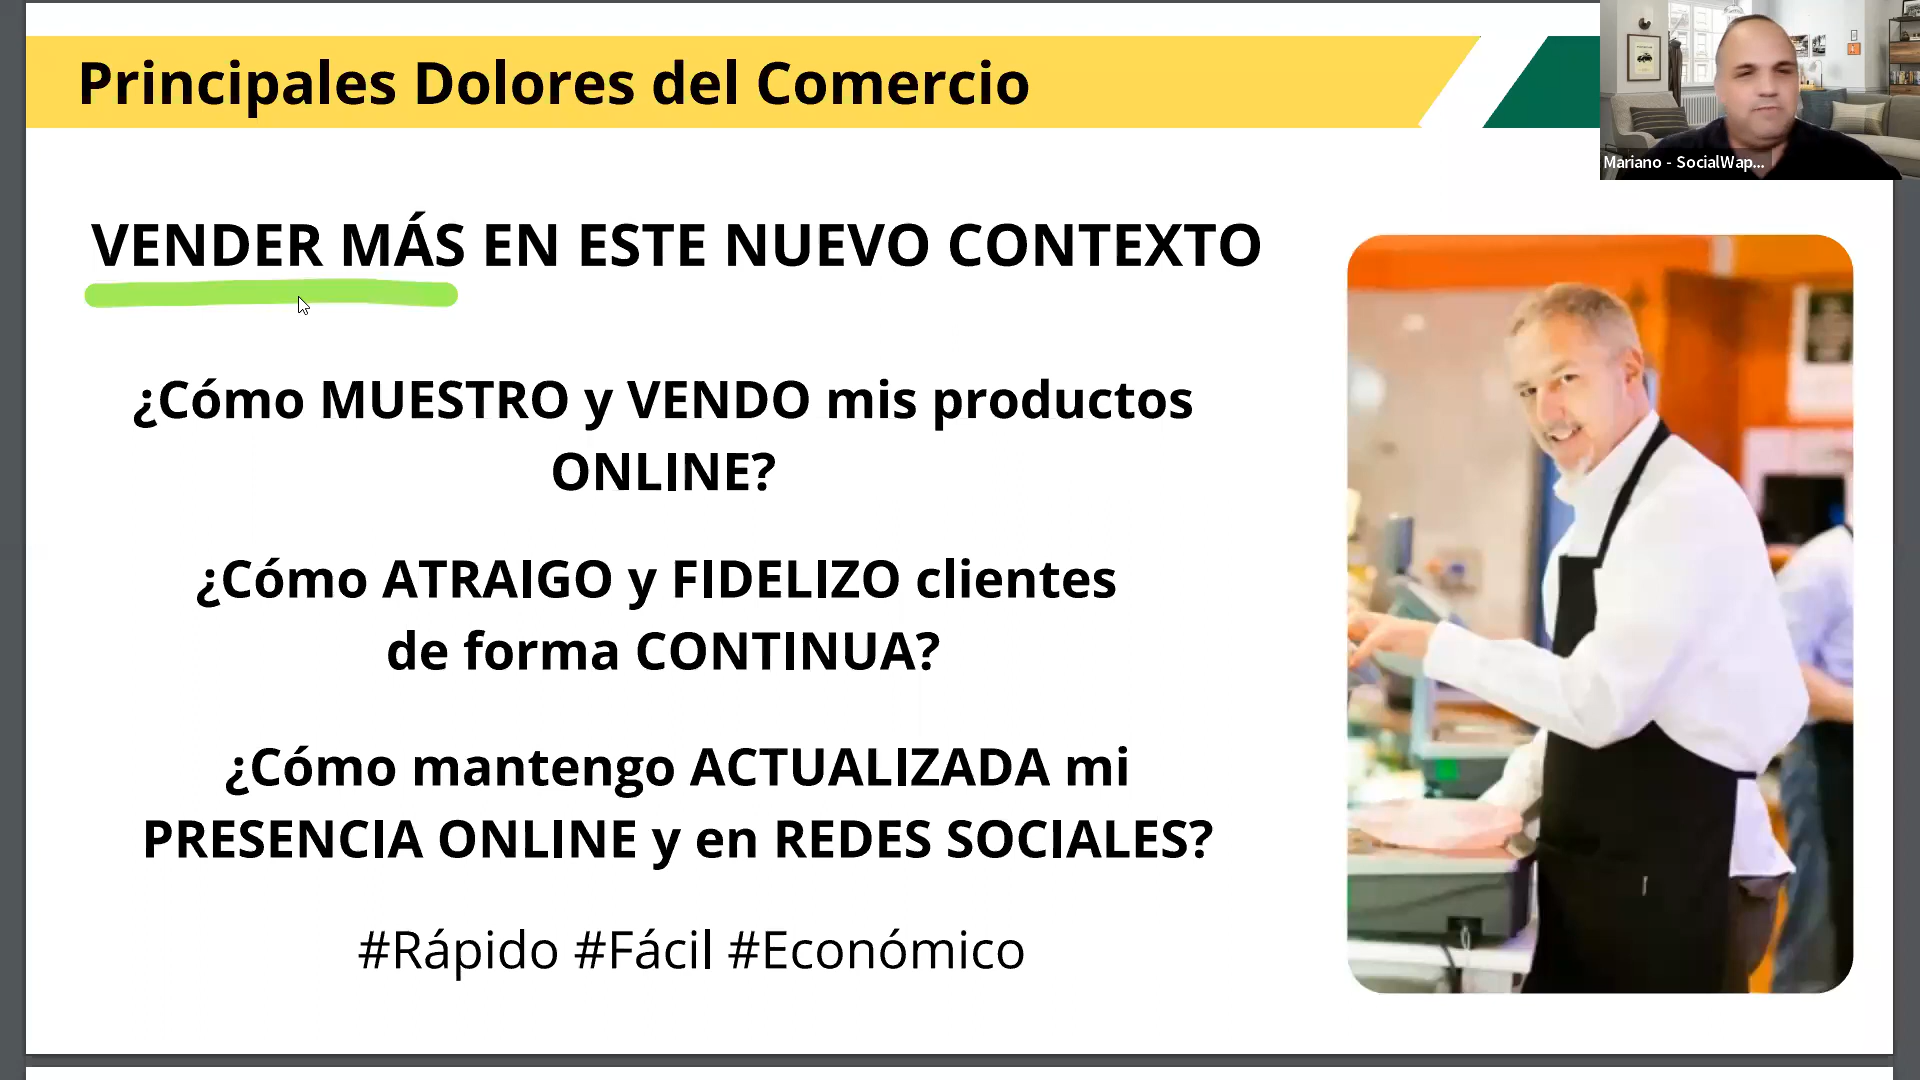 Principales Dolores del Comercio
Mariano - SocialWap...
VENDER MÁS EN ESTE NUEVO CONTEXTO
¿Cómo MUESTRO y VENDO mis productos
ONLINE?
¿Cómo ATRAIGO y FIDELIZO clientes
de forma CONTINUA?
¿Cómo mantengo ACTUALIZADA mi
PRESENCIA ONLINE y en REDES SOCIALES?
#Rápido #Fácil #Económico